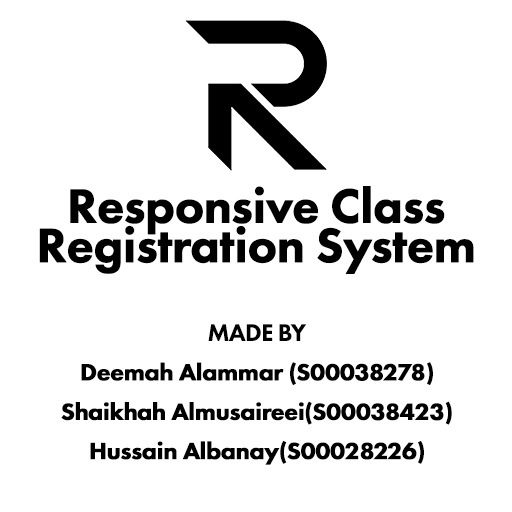 R
Responsive Class
Registration System
MADE BY
Deemah Alammar (S00038278)
Shaikhah Almusaireei(S00038423)
Hussain Albanay(S00028226)